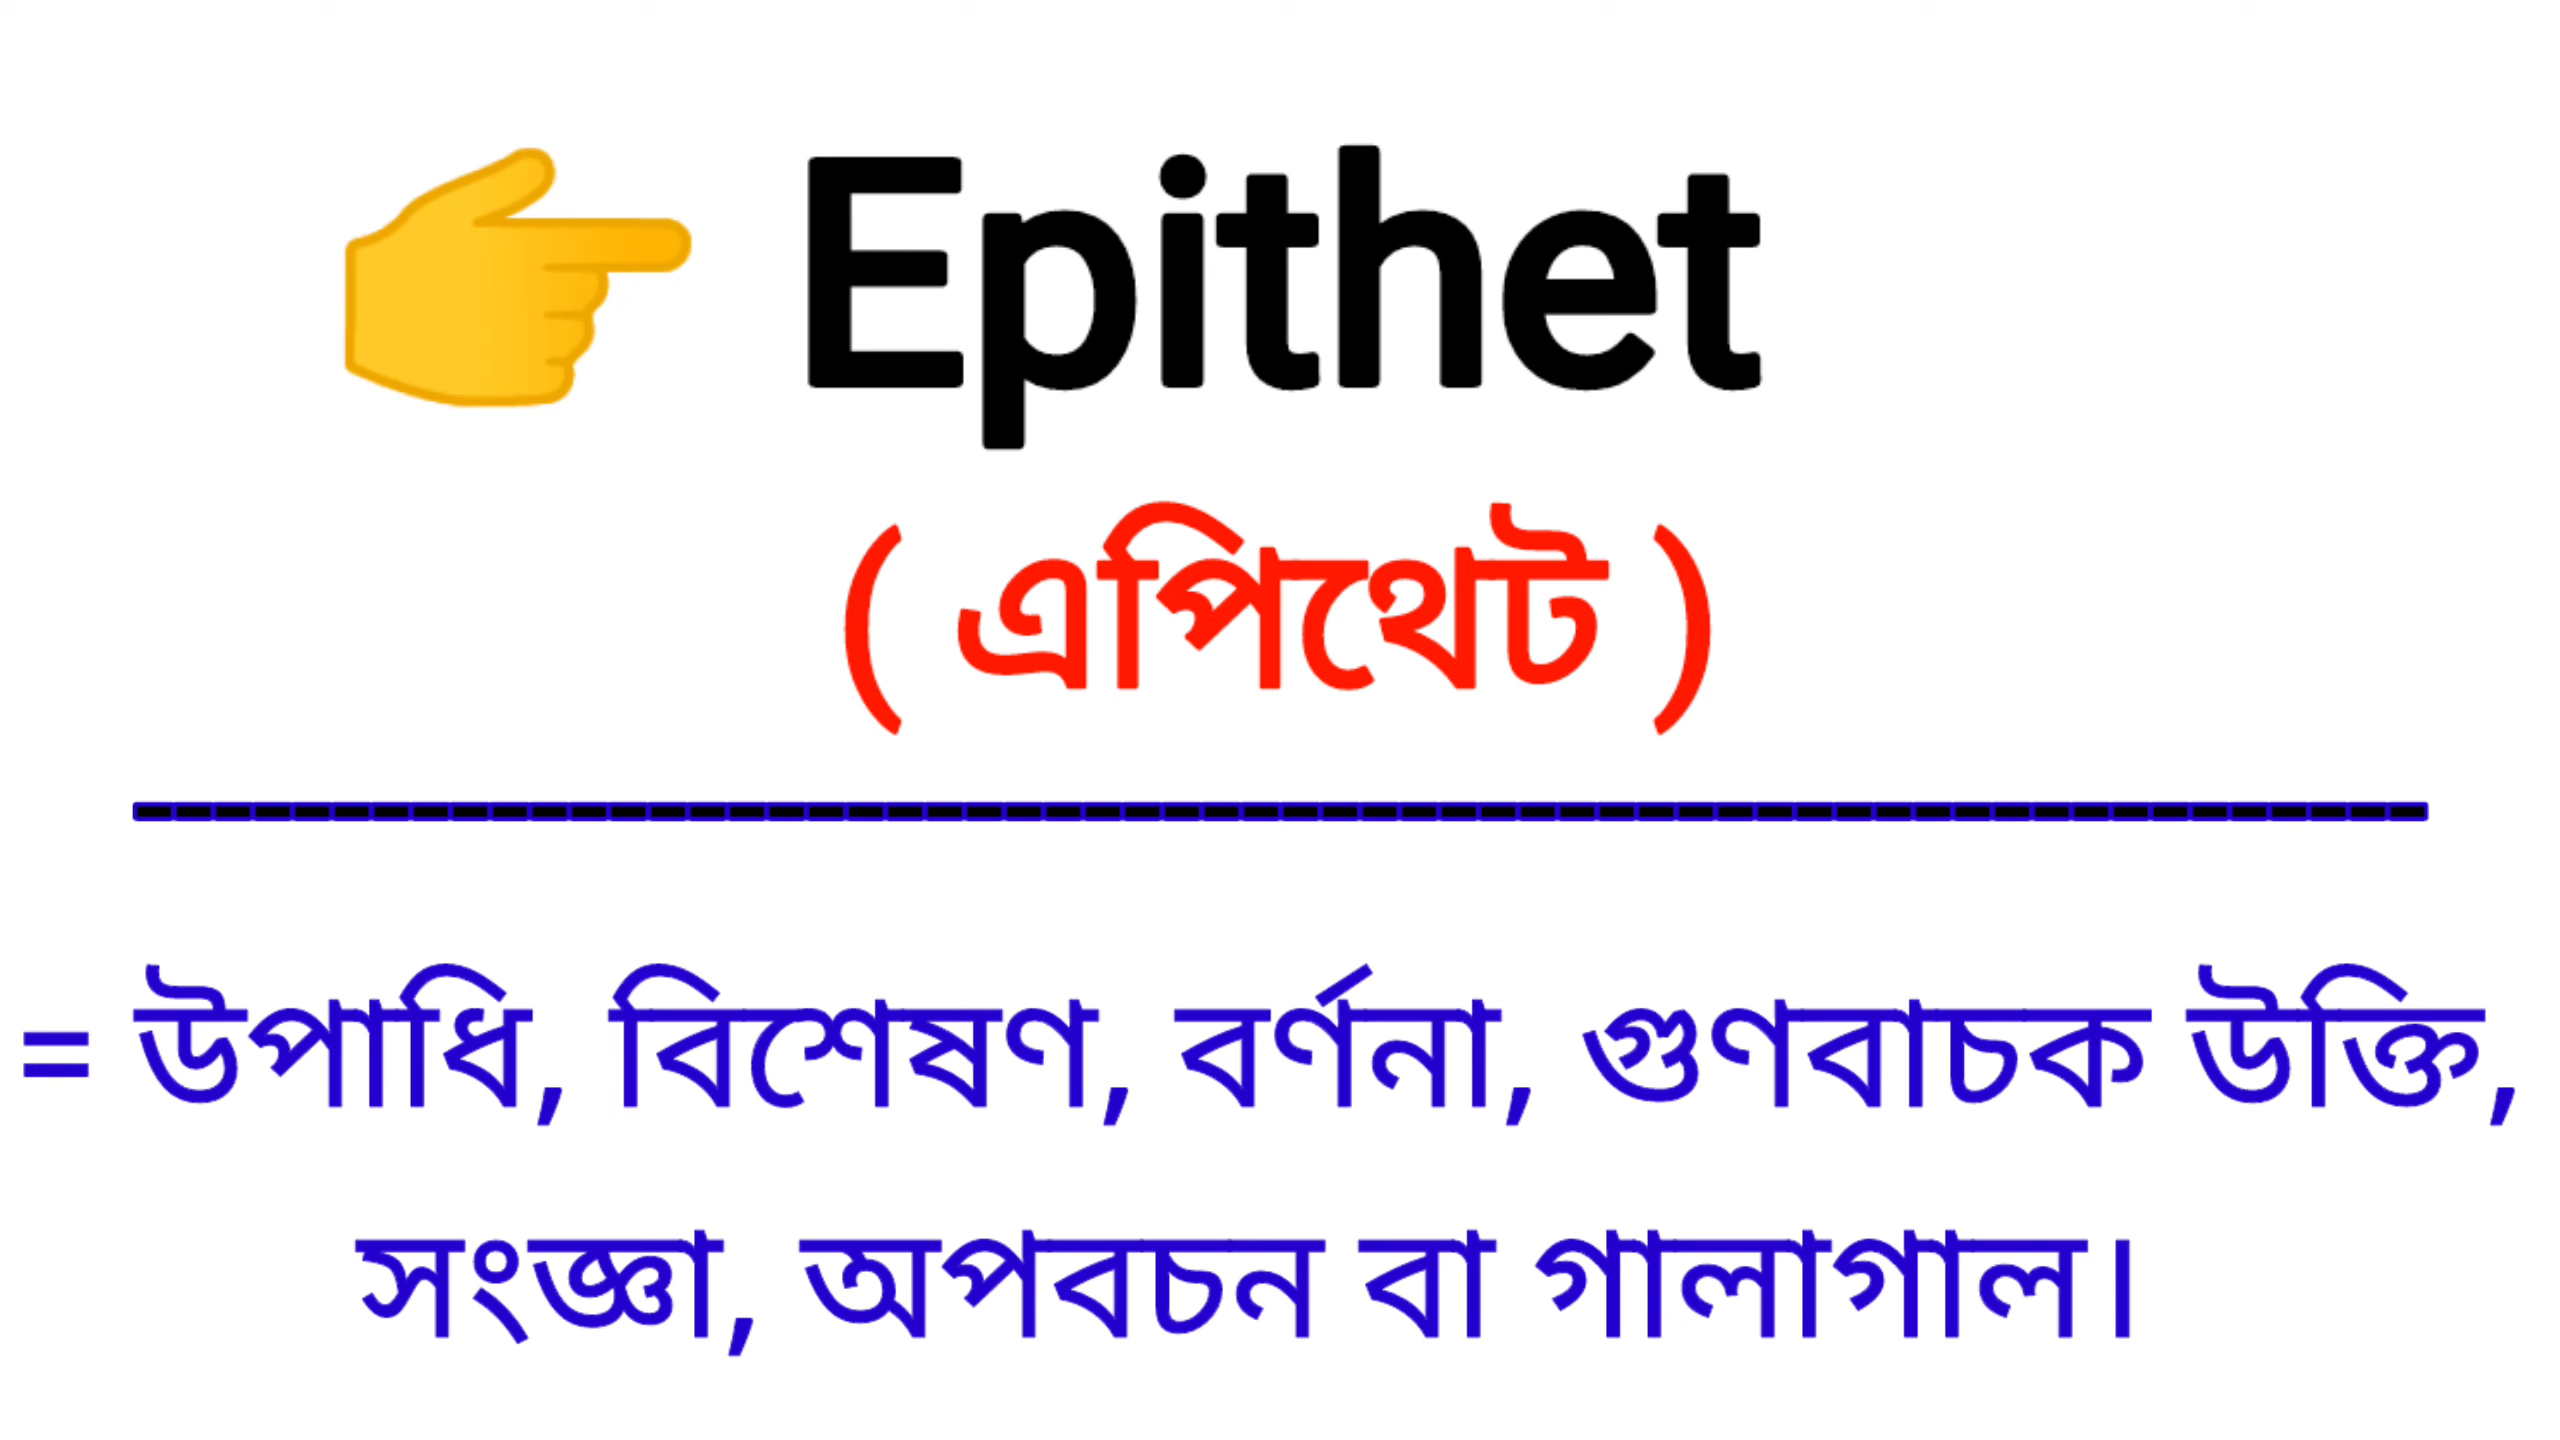 👉 Epithet
( এপিথেট )
----------------------------------------------------------
= উপাধি, বিশেষণ, বর্ণনা, গুণবাচক উক্তি,
সংজ্ঞা, অপবচন বা গালাগাল।